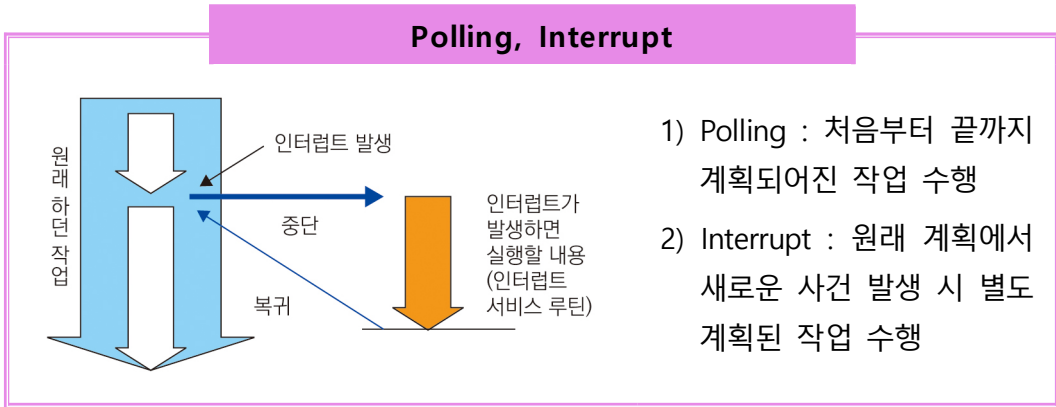 Polling, Interrupt
원래 하던 작업
인터럽트 발생
중단
복귀
인터럽트가
발생하면
실행할 내용
(인터럽트
서비스 루틴)
1) Polling : 처음부터 끝까지
계획되어진 작업 수행
2) Interrupt : 원래 계획에서
새로운 사건 발생 시 별도
계획된 작업 수행